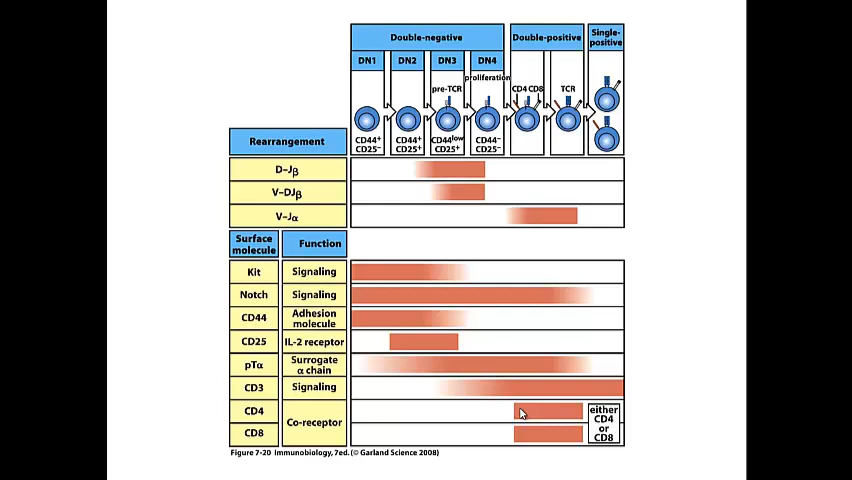 Double-negative
Double-positive
Single-
positive
DN1
DN2
DN3
DN4
proliferation
pre-TCR
CD4 CD8
TCR
CD44+
CD25−
CD44+
CD25+
CD44low
CD25+
CD44−
CD25−
Rearrangement
D–Jβ
V–DJβ
V–Jα
Surface
molecule
Function
Kit
Signaling
Notch
Signaling
CD44
Adhesion
molecule
CD25
IL-2 receptor
pTα
Surrogate
α chain
CD3
Signaling
CD4
CD8
Co-receptor
either
CD4
or
CD8
Figure 7-20 Immunobiology, 7ed. (© Garland Science 2008)